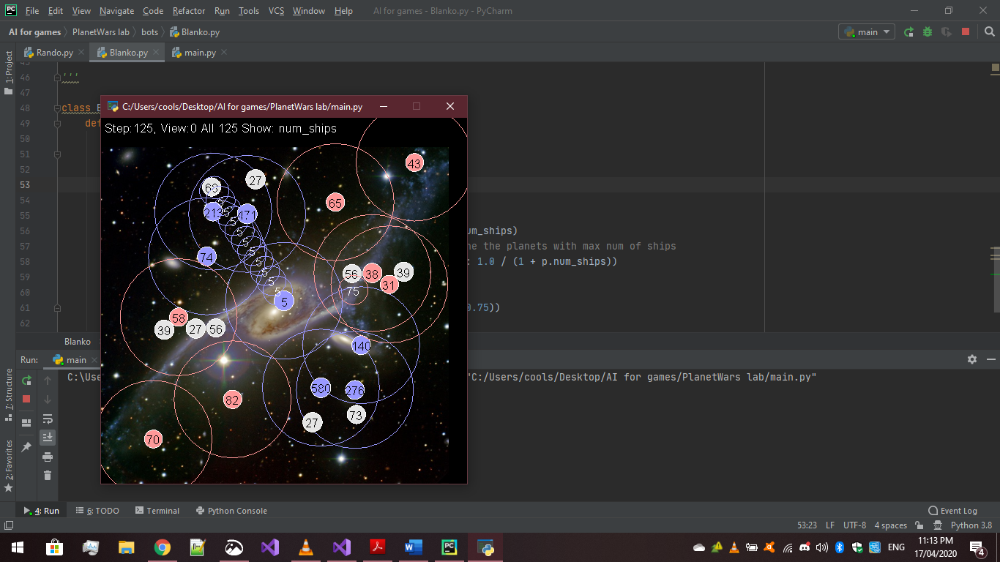 File Edit View Navigate Code Refactor Run Tools VCS Window Help AI for games - Blanko.py - PyCharm
AI for games PlanetWars lab bots Blanko.py main
Rando.py Blanko.py main.py
1: Project
46 '''
47
48 class
49 def
50
51
52
53
54
55
56 um_ships)
57 ne the planets with max num of ships
58 : 1.0 / (1 + p.num_ships))
59
60
61 0.75))
62
C:/Users/cools/Desktop/AI for games/PlanetWars lab/main.py
Step:125, View:0 All 125 Show: num_ships
43
27
69
65
5
213 5 471
5
5
5
74
5
5
56 38 39
5 31
5 75
5
58
39 27 56
140
580 276
82
73
27
70
Blanko
Run: main
C:\Use "C:/Users/cools/Desktop/AI for games/PlanetWars lab/main.py"
7: Structure
2: Favorites
4: Run 6: TODO Terminal Python Console Event Log
53:23 LF UTF-8 4 spaces Python 3.8
ENG 11:13 PM
17/04/2020
4